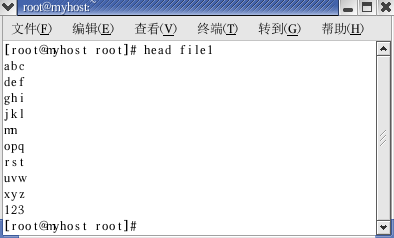 root@myhost:~
文件(F) 编辑(E) 查看(V) 终端(T) 转到(G) 帮助(H)
[root@myhost root]# head file1
abc
def
ghi
jkl
mn
opq
rst
uvw
xyz
123
[root@myhost root]#